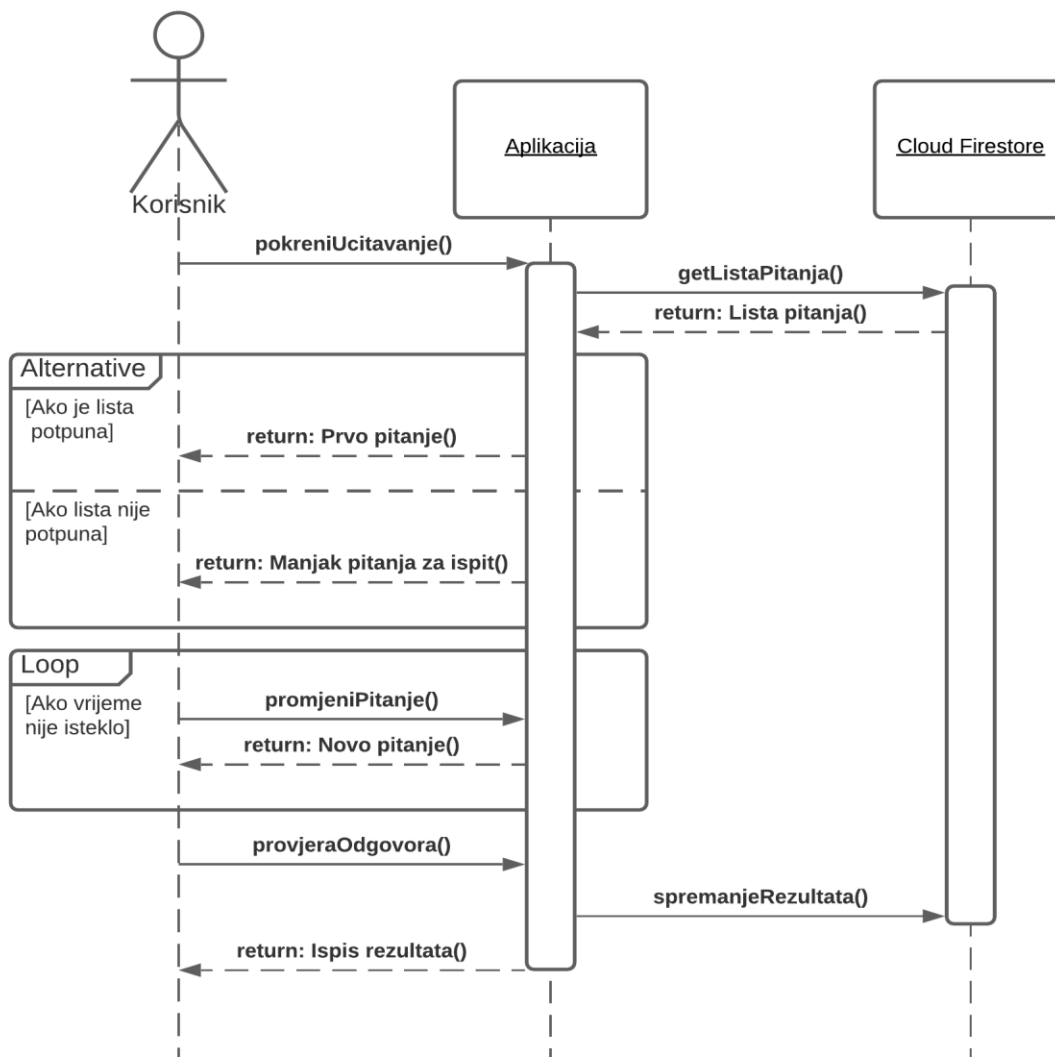 Korisnik
Aplikacija
Cloud Firestore
pokreniUcitavanje()
getListaPitanja()
return: Lista pitanja()
Alternative
[Ako je lista
potpuna]
return: Prvo pitanje()
[Ako lista nije
potpuna]
return: Manjak pitanja za ispit()
Loop
[Ako vrijeme
nije isteklo]
promjeniPitanje()
return: Novo pitanje()
provjeraOdgovora()
spremanjeRezultata()
return: Ispis rezultata()